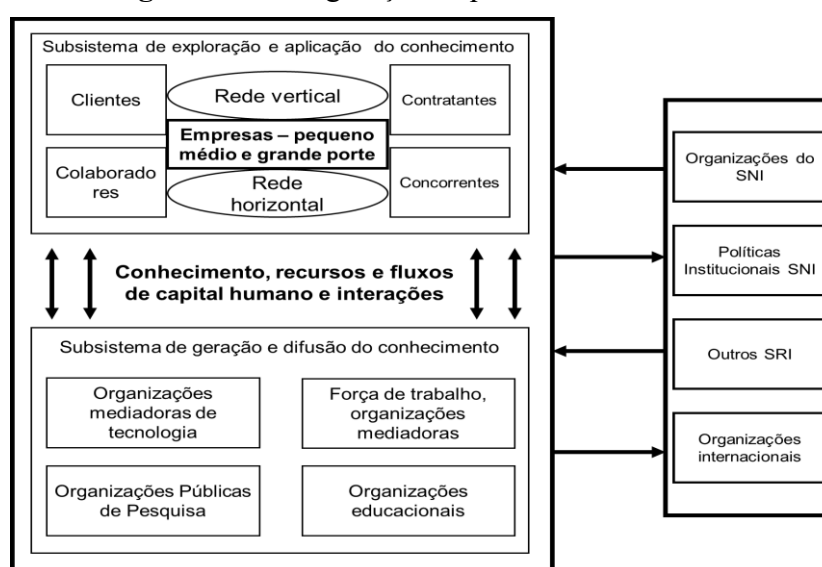 Subsistema de exploração e aplicação do conhecimento
Clientes
Rede vertical
Contratantes
Empresas – pequeno
médio e grande porte
Colaborado
res
Rede
horizontal
Concorrentes
Conhecimento, recursos e fluxos
de capital humano e interações
Subsistema de geração e difusão do conhecimento
Organizações
mediadoras de
tecnologia
Força de trabalho,
organizações
mediadoras
Organizações Públicas
de Pesquisa
Organizações
educacionais
Organizações do
SNI
Políticas
Institucionais SNI
Outros SRI
Organizações
internacionais